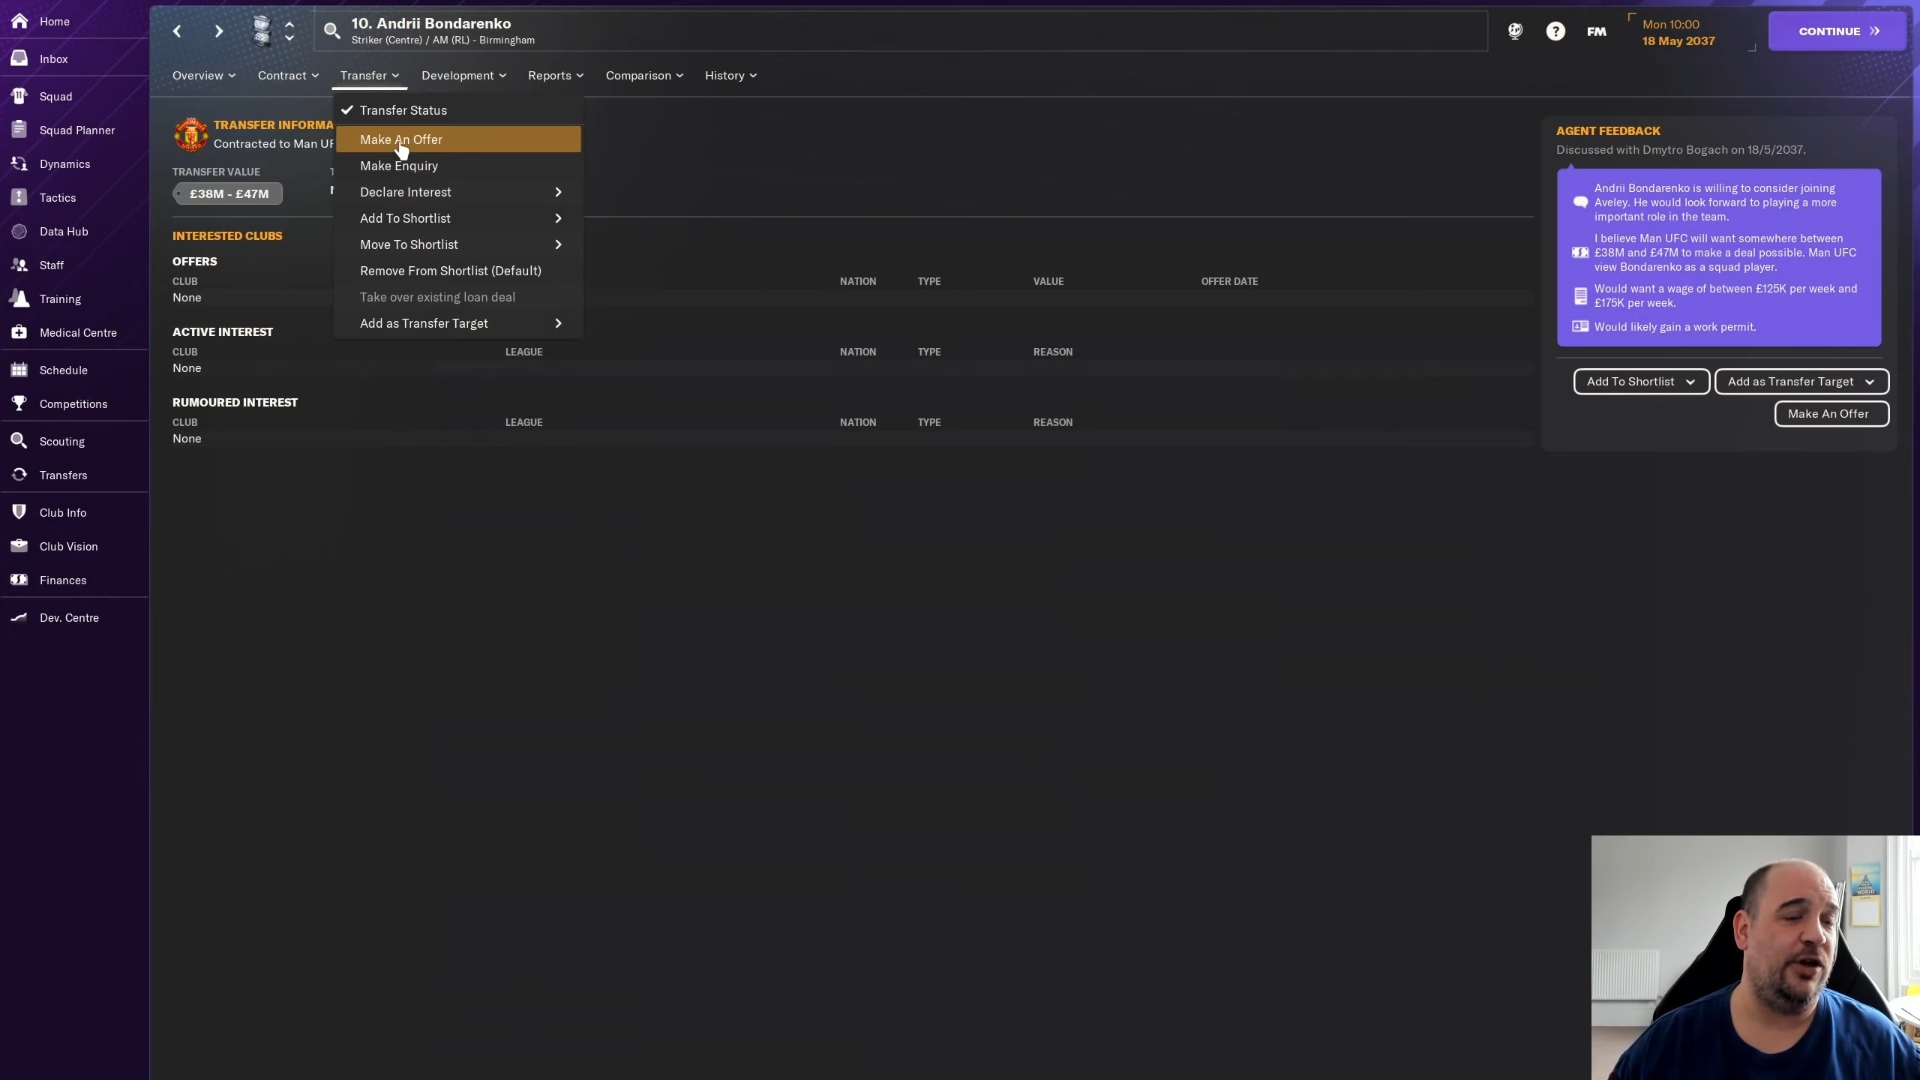 Home
Inbox
Squad
Squad Planner
Dynamics
Tactics
Data Hub
Staff
Training
Medical Centre
Schedule
Competitions
Scouting
Transfers
Club Info
Club Vision
Finances
Dev. Centre
10. Andrii Bondarenko
Striker (Centre) / AM (RL) - Birmingham
FM
Mon 10:00
18 May 2037
CONTINUE
Overview
Contract
Transfer
Development
Reports
Comparison
History
Transfer Status
Make An Offer
Make Enquiry
Declare Interest
Add To Shortlist
Move To Shortlist
Remove From Shortlist (Default)
Take over existing loan deal
Add as Transfer Target
TRANSFER INFORMA
Contracted to Man UF
TRANSFER VALUE
£38M - £47M
INTERESTED CLUBS
OFFERS
CLUB NATION TYPE VALUE OFFER DATE
None
ACTIVE INTEREST
CLUB LEAGUE NATION TYPE REASON
None
RUMOURED INTEREST
CLUB LEAGUE NATION TYPE REASON
None
AGENT FEEDBACK
Discussed with Dmytro Bogach on 18/5/2037.
Andrii Bondarenko is willing to consider joining
Aveley. He would look forward to playing a more
important role in the team.
I believe Man UFC will want somewhere between
£38M and £47M to make a deal possible. Man UFC
view Bondarenko as a squad player.
Would want a wage of between £125K per week and
£175K per week.
Would likely gain a work permit.
Add To Shortlist
Add as Transfer Target
Make An Offer